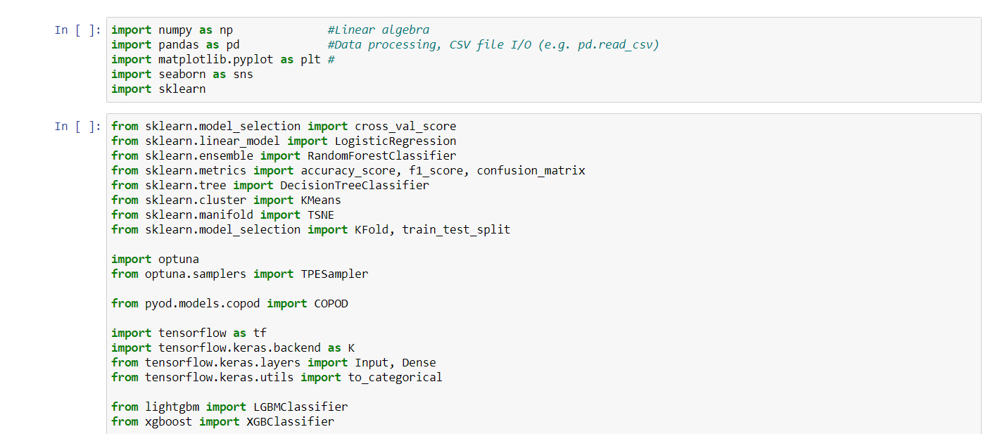 In [ ]: import numpy as np              #Linear algebra
import pandas as pd             #Data processing, CSV file I/O (e.g. pd.read_csv)
import matplotlib.pyplot as plt #
import seaborn as sns
import sklearn
In [ ]: from sklearn.model_selection import cross_val_score
from sklearn.linear_model import LogisticRegression
from sklearn.ensemble import RandomForestClassifier
from sklearn.metrics import accuracy_score, f1_score, confusion_matrix
from sklearn.tree import DecisionTreeClassifier
from sklearn.cluster import KMeans
from sklearn.manifold import TSNE
from sklearn.model_selection import KFold, train_test_split
import optuna
from optuna.samplers import TPESampler
from pyod.models.copod import COPOD
import tensorflow as tf
import tensorflow.keras.backend as K
from tensorflow.keras.layers import Input, Dense
from tensorflow.keras.utils import to_categorical
from lightgbm import LGBMClassifier
from xgboost import XGBClassifier